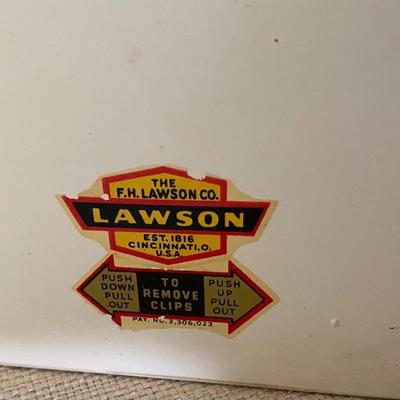 THE
F.H. LAWSON CO.
LAWSON
EST. 1816
CINCINNATI, O.
U.S.A.
PUSH
DOWN
PULL
OUT
TO
REMOVE
CLIPS
PUSH
UP
PULL
OUT
PAT. NO. 2,306,023